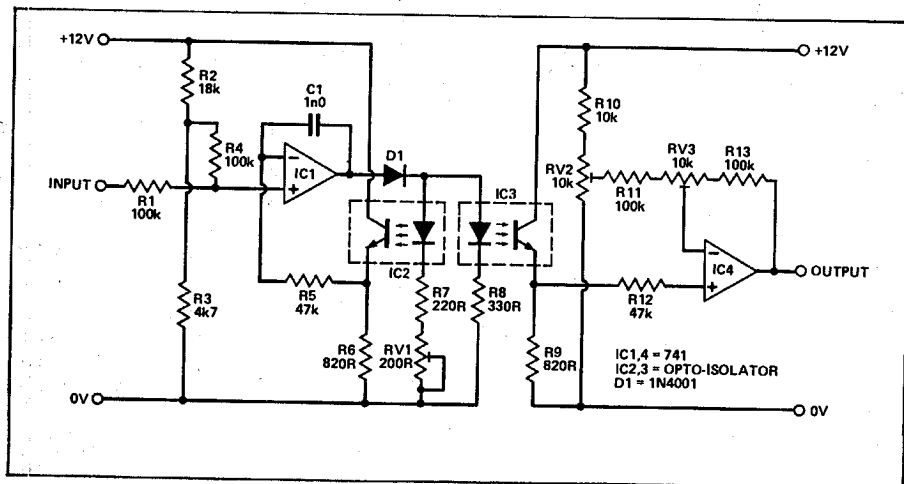 +12V
+12V
R2
18k
C1
1n0
R10
10k
R4
100k
D1
RV3
10k
R13
100k
IC1
RV2
10k
R11
100k
INPUT
R1
100k
IC3
IC2
IC4
OUTPUT
R5
47k
R7
220R
R8
330R
R12
47k
R3
4k7
R6
820R
RV1
200R
R9
820R
IC1,4 = 741
IC2,3 = OPTO-ISOLATOR
D1 = 1N4001
0V
0V